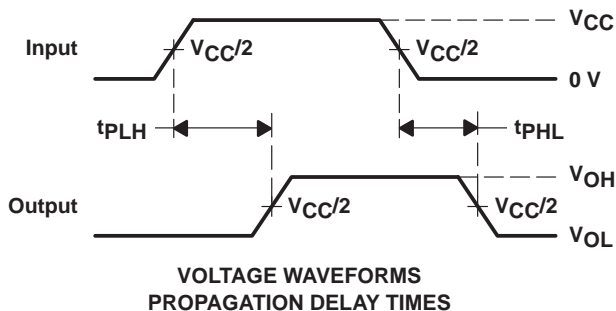 VCC
Input
VCC/2
VCC/2
0 V
tPLH
tPHL
VOH
Output
VCC/2
VCC/2
VOL
VOLTAGE WAVEFORMS
PROPAGATION DELAY TIMES